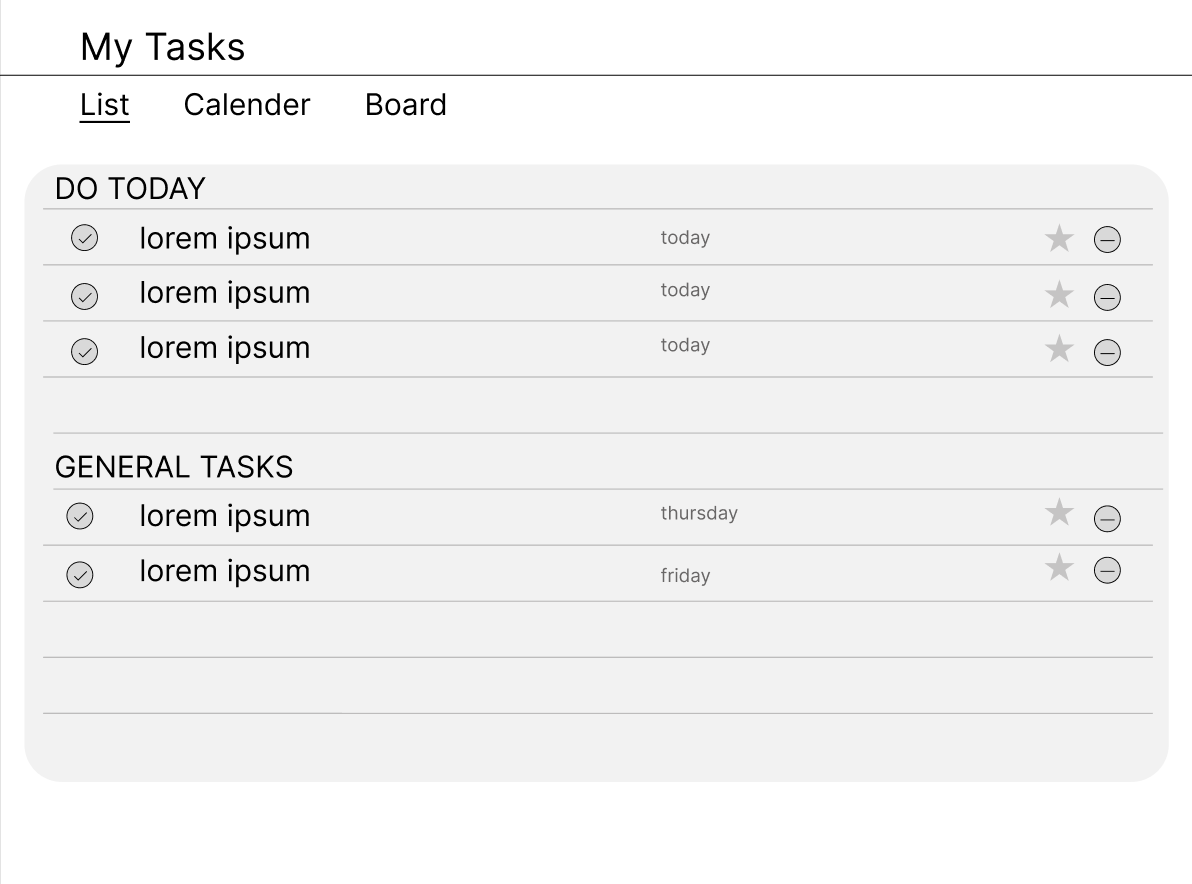 My Tasks
List Calender Board
DO TODAY
lorem ipsum today
lorem ipsum today
lorem ipsum today
GENERAL TASKS
lorem ipsum thursday
lorem ipsum friday